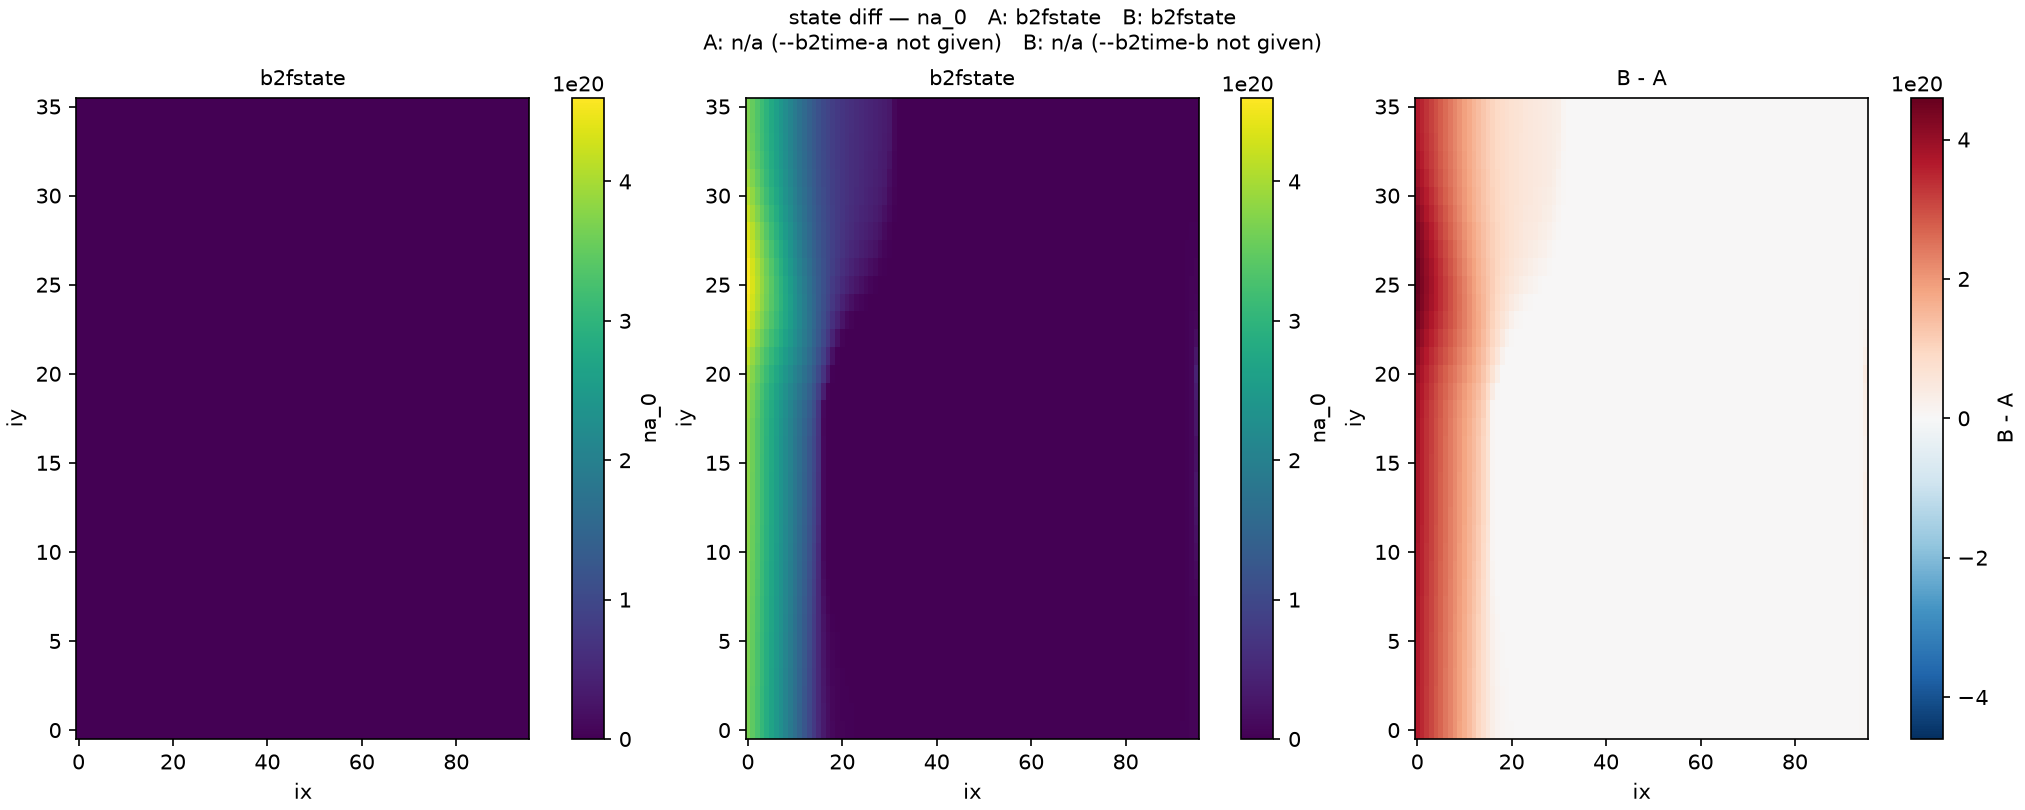 state diff — na_0   A: b2fstate   B: b2fstate
A: n/a (--b2time-a not given)   B: n/a (--b2time-b not given)
b2fstate
35
30
25
20
15
10
5
0
iy
0 20 40 60 80
ix
1e20
4
3
2
1
0
na_0
b2fstate
35
30
25
20
15
10
5
0
iy
0 20 40 60 80
ix
1e20
4
3
2
1
0
na_0
B - A
35
30
25
20
15
10
5
0
iy
0 20 40 60 80
ix
1e20
4
2
0
−2
−4
B - A